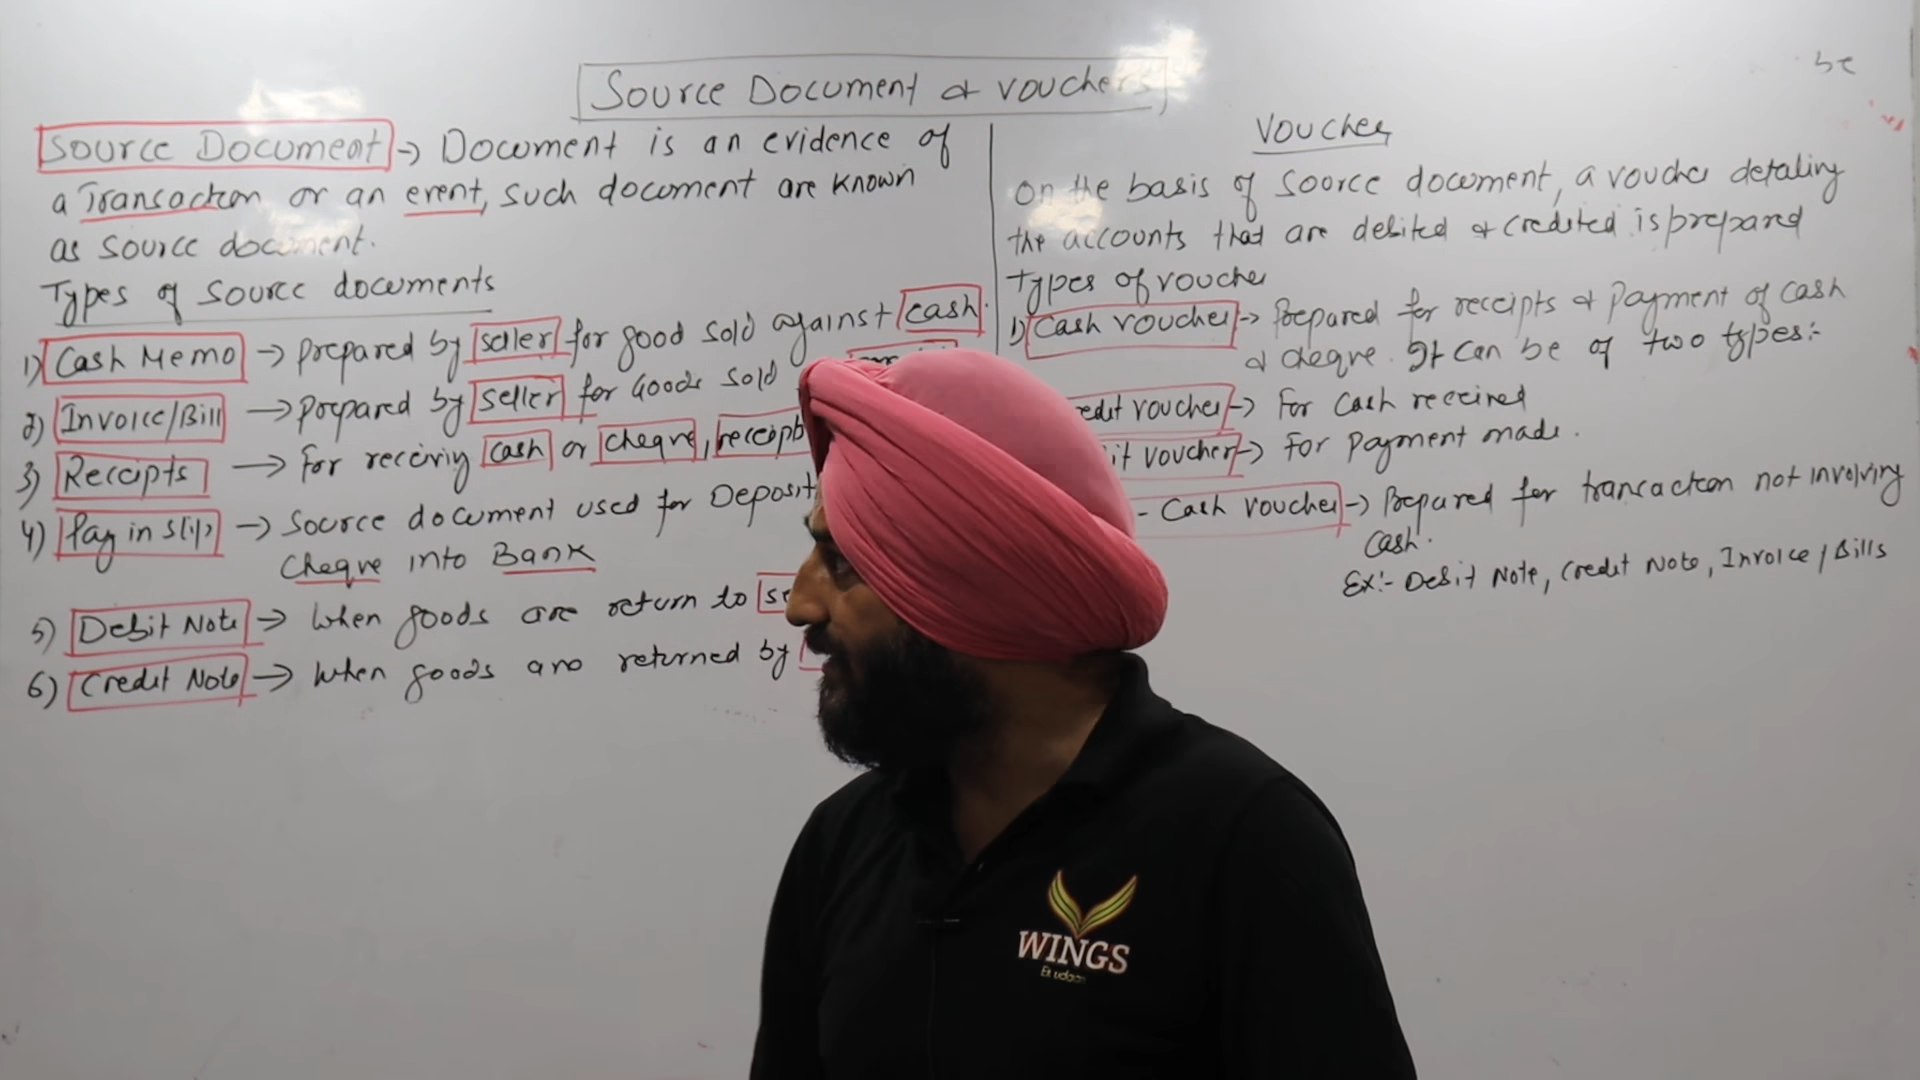 Source Document & Vouchers
Source Document → Document is an evidence of
a Transaction or an event, such document are known
as source document.
Types of source documents
1) Cash Memo → prepared by seller for good sold against cash.
2) Invoice/Bill → prepared by seller for Goods sold
3) Receipts → For receiving cash or cheque, receipt
4) Pay in slip → Source document used for Deposit
Cheque into Bank
5) Debit Note → When goods are return to
6) Credit Note → When goods are returned by
Voucher
on the basis of source document, a voucher detaling
the accounts that are debited & credited is prepared
Types of voucher
1) Cash voucher → Prepared for receipts & Payment of cash
& cheque. It can be of two types:-
voucher → For cash received
voucher → For Payment made.
- Cash voucher → Prepared for transaction not involving
Cash.
Ex:- Debit Note, Credit Note, Invoice / Bills
WINGS